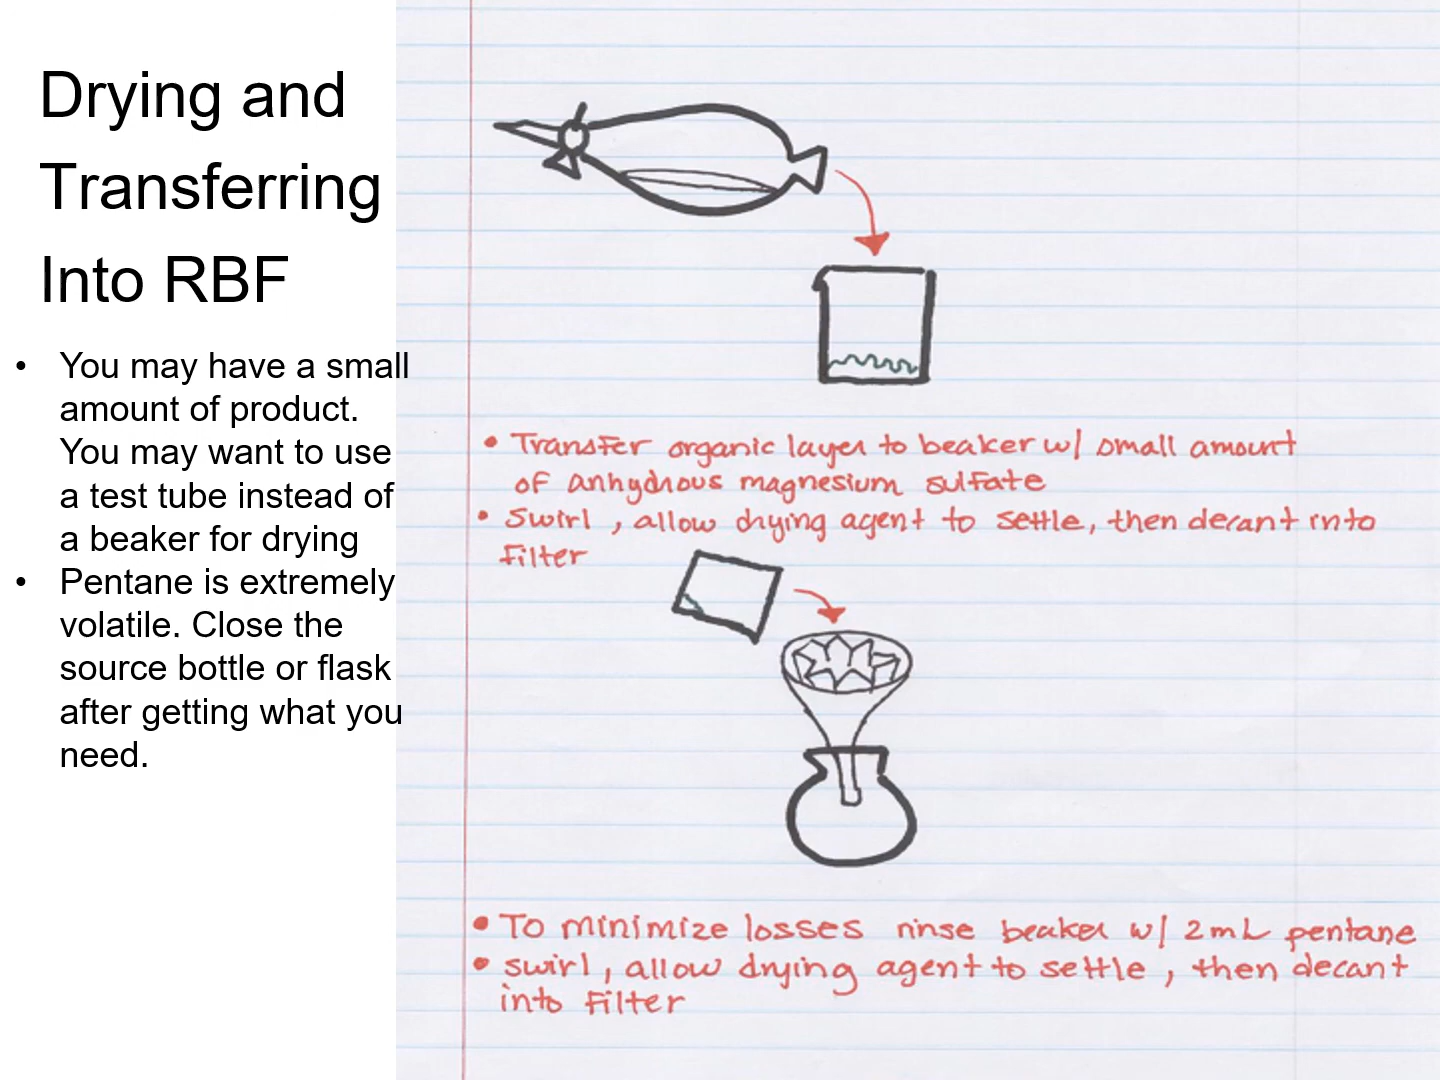 Drying and
Transferring
Into RBF
• You may have a small
amount of product.
You may want to use
a test tube instead of
a beaker for drying
• Pentane is extremely
volatile. Close the
source bottle or flask
after getting what you
need.
• Transfer organic layer to beaker w/ small amount
of anhydrous magnesium sulfate
• Swirl, allow drying agent to settle, then decant into
filter
• To minimize losses rinse beaker w/ 2mL pentane
• swirl, allow drying agent to settle, then decant
into filter